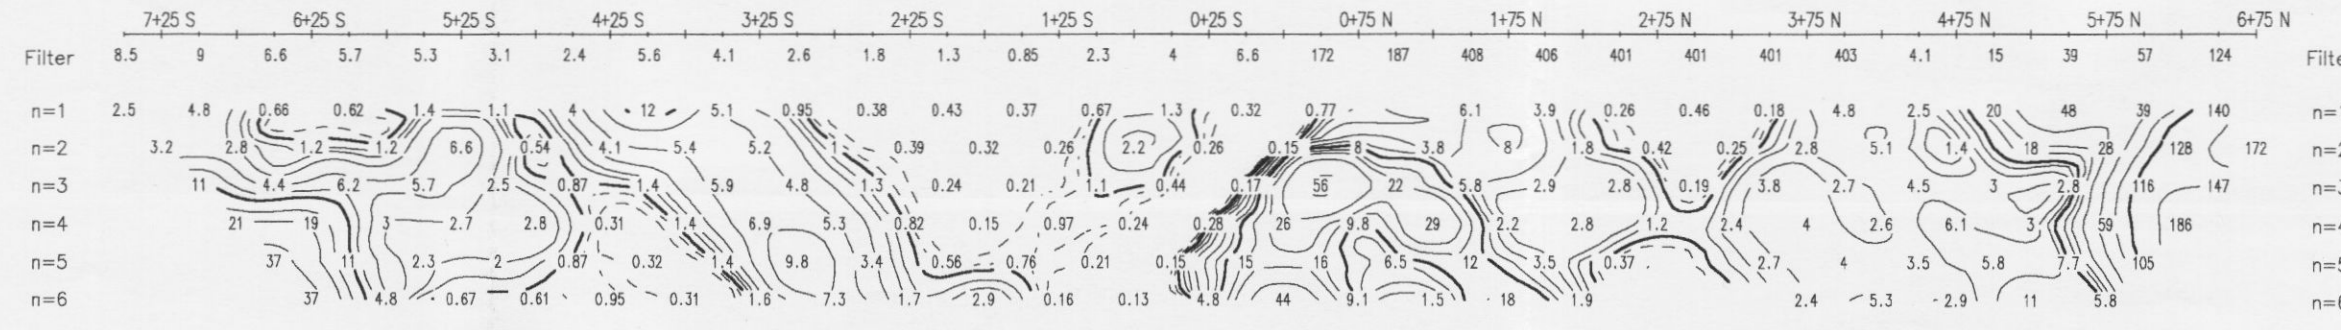 7+25 S 6+25 S 5+25 S 4+25 S 3+25 S 2+25 S 1+25 S 0+25 S 0+75 N 1+75 N 2+75 N 3+75 N 4+75 N 5+75 N 6+75 N
Filter 8.5 9 6.6 5.7 5.3 3.1 2.4 5.6 4.1 2.6 1.8 1.3 0.85 2.3 4 6.6 172 187 408 406 401 401 401 403 4.1 15 39 57 124 Filte
n=1 2.5 4.8 0.66 0.62 1.4 1.1 4 12 5.1 0.95 0.38 0.43 0.37 0.67 1.3 0.32 0.77 6.1 3.9 0.26 0.46 0.18 4.8 2.5 20 48 39 140 n=
n=2 3.2 2.8 1.2 1.2 6.6 0.54 4.1 5.4 5.2 1 0.39 0.32 0.26 2.2 0.26 0.15 8 3.8 8 1.8 0.42 0.25 2.8 5.1 1.4 18 28 128 172 n=
n=3 11 4.4 6.2 5.7 2.5 0.87 1.4 5.9 4.8 1.3 0.24 0.21 1.1 0.44 0.17 56 22 5.8 2.9 2.8 0.19 3.8 2.7 4.5 3 2.8 116 147 n=
n=4 21 19 3 2.7 2.8 0.31 1.4 6.9 5.3 0.82 0.15 0.97 0.24 0.28 26 9.8 29 2.2 2.8 1.2 2.4 4 2.6 6.1 3 59 186 n=
n=5 37 11 2.3 2 0.87 0.32 1.4 9.8 3.4 0.56 0.76 0.21 0.15 15 16 6.5 12 3.5 0.37 2.7 4 3.5 5.8 7.7 105 n=
n=6 37 4.8 0.67 0.61 0.95 0.31 1.6 7.3 1.7 2.9 0.16 0.13 4.8 44 9.1 1.5 18 1.9 2.4 5.3 2.9 11 5.8 n=